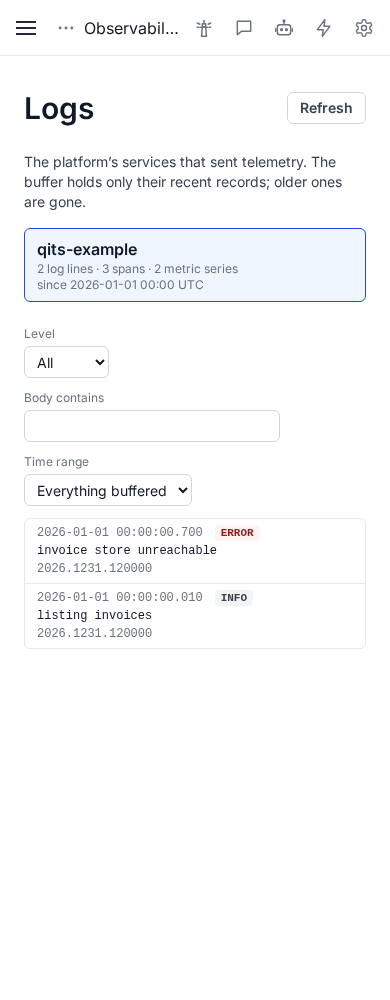 Observabil...
Logs
Refresh
The platform's services that sent telemetry. The
buffer holds only their recent records; older ones
are gone.
qits-example
2 log lines · 3 spans · 2 metric series
since 2026-01-01 00:00 UTC
Level
All
Body contains
Time range
Everything buffered
2026-01-01 00:00:00.700 ERROR
invoice store unreachable
2026.1231.120000
2026-01-01 00:00:00.010 INFO
listing invoices
2026.1231.120000